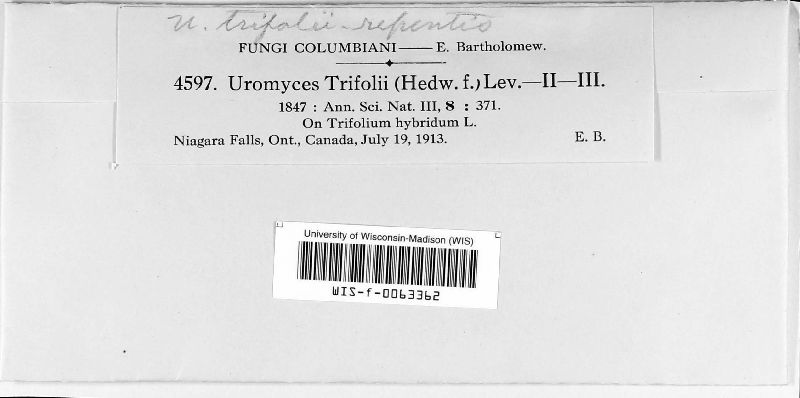 U. trifolii-repentis
FUNGI COLUMBIANI—— E. Bartholomew.
4597. Uromyces Trifolii (Hedw. f.) Lev.—II—III.
1847 : Ann. Sci. Nat. III, 8 : 371.
On Trifolium hybridum L.
Niagara Falls, Ont., Canada, July 19, 1913. E. B.
University of Wisconsin-Madison (WIS)
WIS-f-0063362